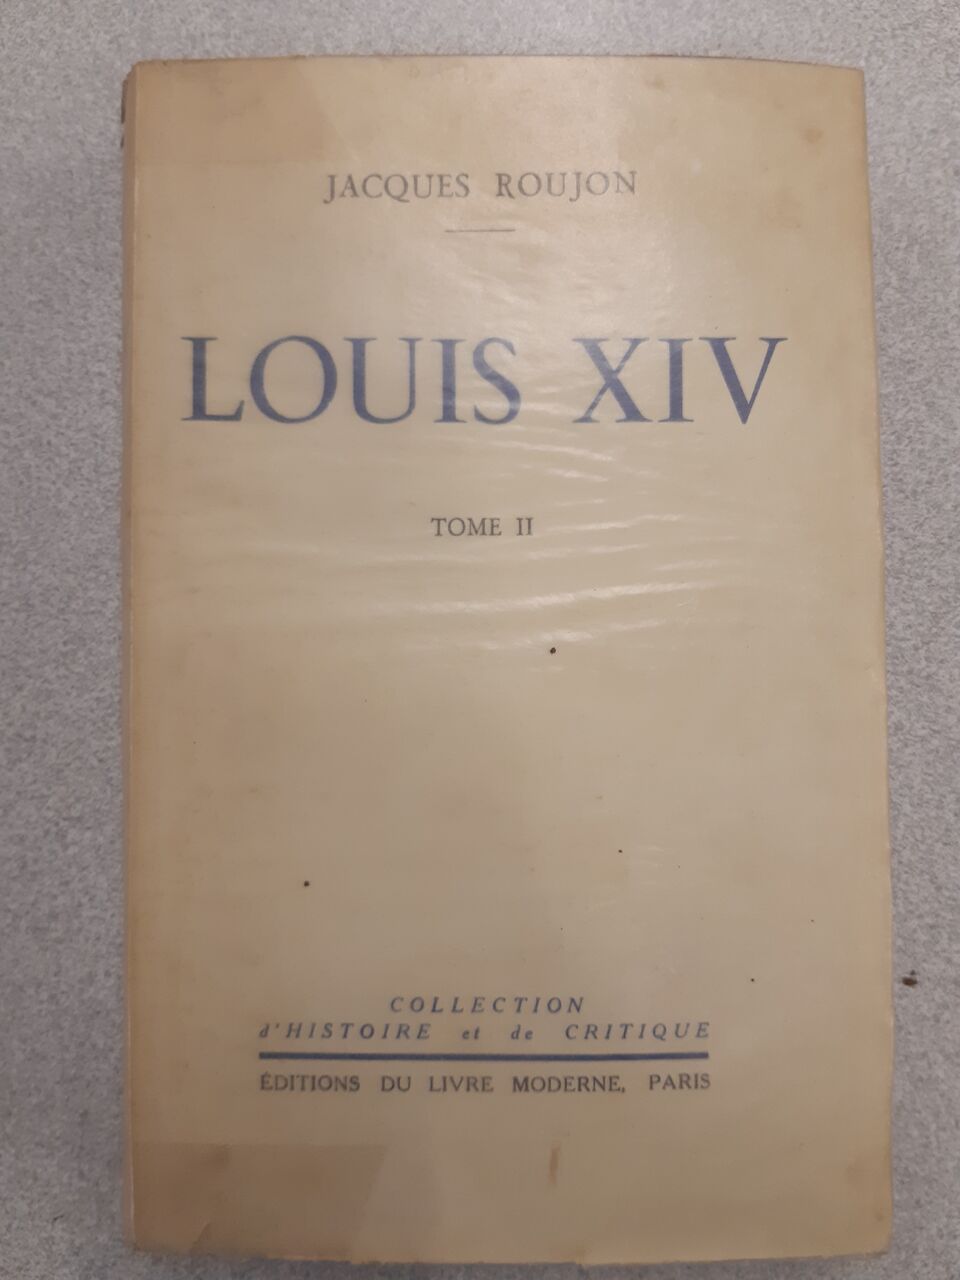 JACQUES ROUJON
LOUIS XIV
TOME II
COLLECTION
d'HISTOIRE et de CRITIQUE
ÉDITIONS DU LIVRE MODERNE, PARIS